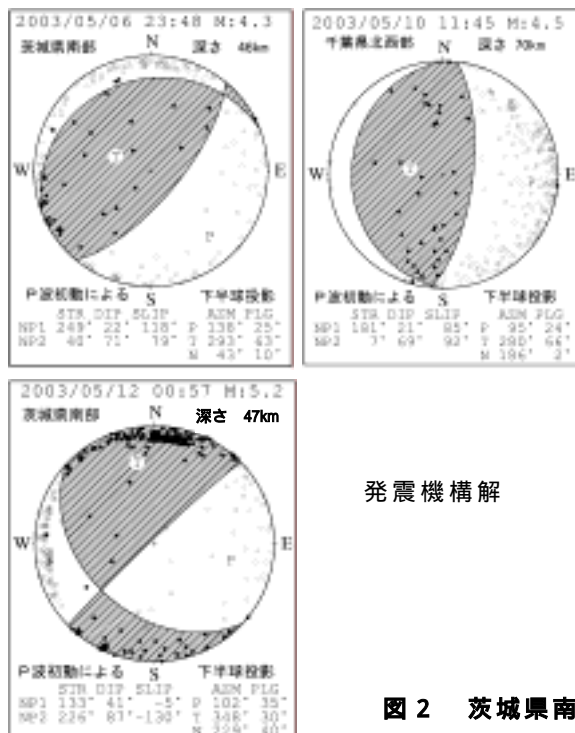 2003/05/06 23:48 M:4.3
茨城県南部 N 深さ 46km
W T E
P
P波初動による S 下半球投影
STR DIP SLIP AZM PLG
NP1 249° 22° 118° P 138° 25°
NP2 40° 71° 79° T 293° 63°
N 43° 10°
2003/05/10 11:45 M:4.5
千葉県北西部 N 深さ 70km
W T E
P
P波初動による S 下半球投影
STR DIP SLIP AZM PLG
NP1 181° 21° 85° P 95° 24°
NP2 7° 69° 92° T 280° 66°
N 186° 2°
2003/05/12 00:57 M:5.2
茨城県南部 N 深さ 47km
T
W E
P
P波初動による S 下半球投影
STR DIP SLIP AZM PLG
NP1 133° 41° -5° P 102° 35°
NP2 226° 87° -130° T 348° 30°
N 229° 40°
発震機構解
図2 茨城県南